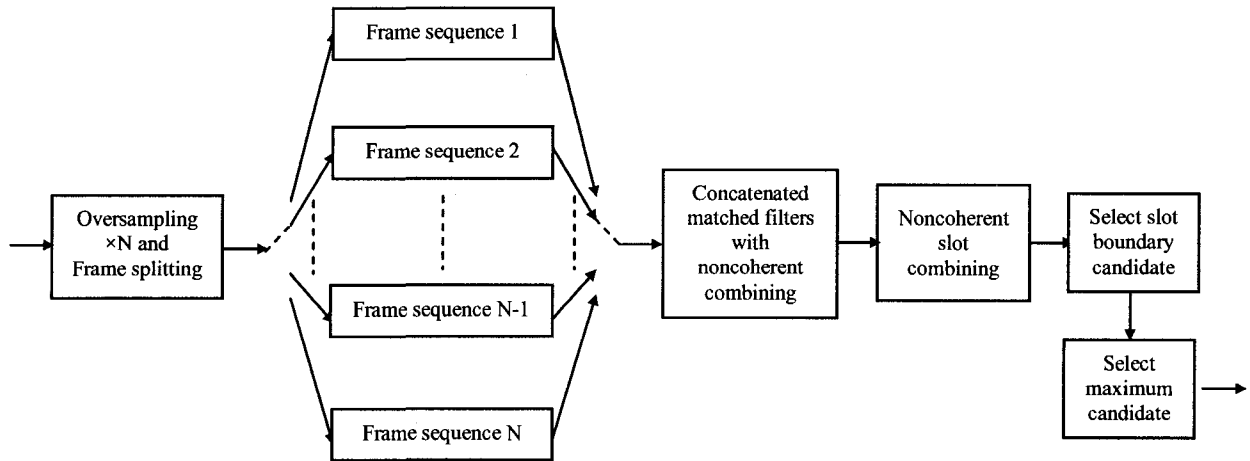 Oversampling
×N and
Frame splitting
Frame sequence 1
Frame sequence 2
Frame sequence N-1
Frame sequence N
Concatenated
matched filters
with
noncoherent
combining
Noncoherent
slot
combining
Select slot
boundary
candidate
Select
maximum
candidate